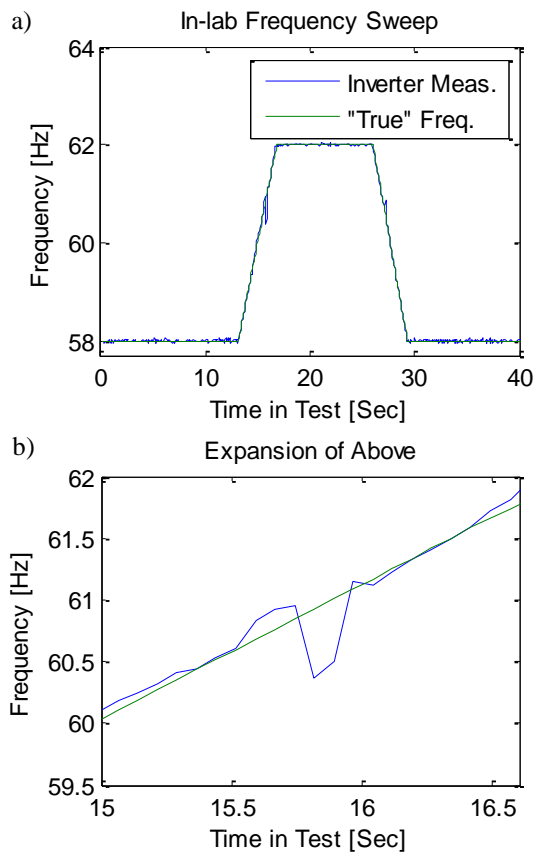 a)
In-lab Frequency Sweep
64
62
60
58
Frequency [Hz]
Inverter Meas.
"True" Freq.
0 10 20 30 40
Time in Test [Sec]
b)
Expansion of Above
62
61.5
61
60.5
60
59.5
Frequency [Hz]
15 15.5 16 16.5
Time in Test [Sec]